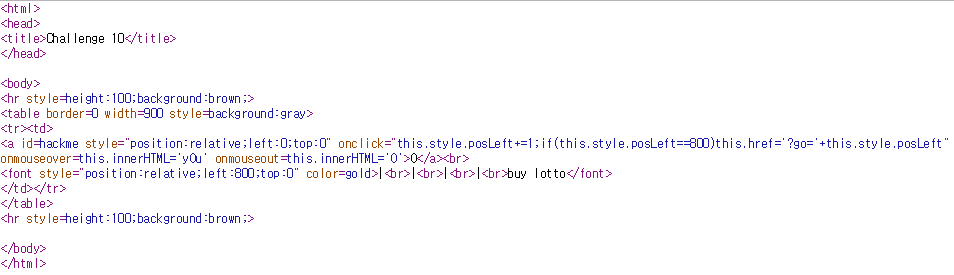 <html>
<head>
<title>Challenge 10</title>
</head>
<body>
<hr style=height:100;background:brown;>
<table border=0 width=900 style=background:gray>
<tr><td>
<a id=hackme style="position:relative;left:0;top:0" onclick="this.style.posLeft+=1;if(this.style.posLeft==800)this.href='?go='+this.style.posLeft"
onmouseover=this.innerHTML='yOu' onmouseout=this.innerHTML='O'>O</a><br>
<font style="position:relative;left:800;top:0" color=gold>|<br>|<br>|<br>|<br>buy lotto</font>
</td></tr>
</table>
<hr style=height:100;background:brown;>
</body>
</html>